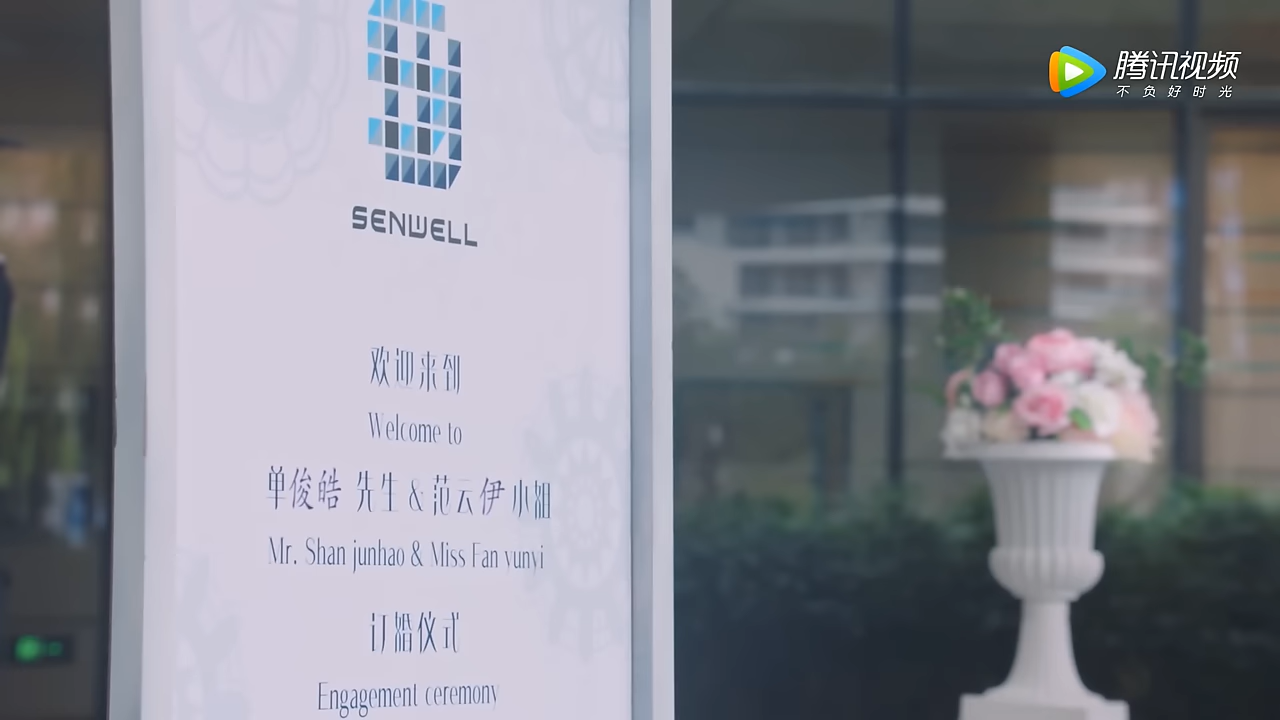 腾讯视频
不负好时光
SENWELL
欢迎来到
Welcome to
单俊皓 先生 & 范云伊 小姐
Mr. Shan junhao & Miss Fan yunyi
订婚仪式
Engagement ceremony